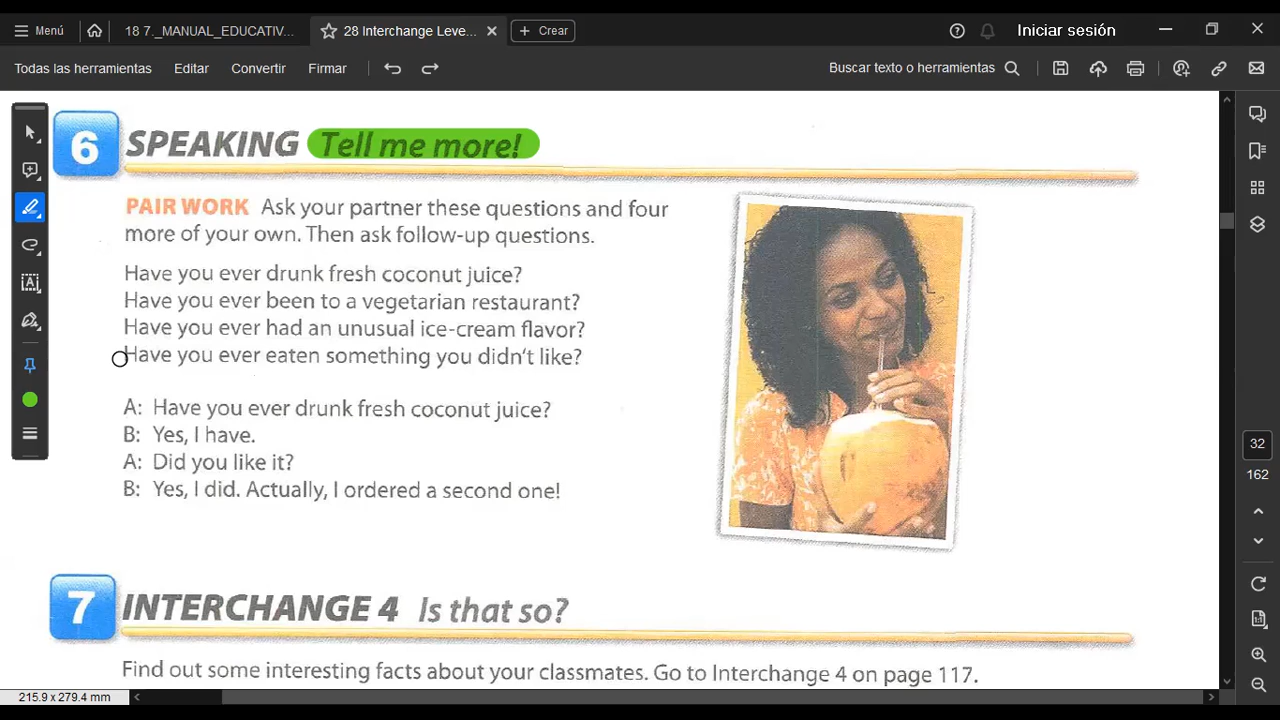 Menú
18 7._MANUAL_EDUCATIV...
28 Interchange Leve...
Crear
Iniciar sesión
Todas las herramientas
Editar
Convertir
Firmar
Buscar texto o herramientas
6 SPEAKING Tell me more!
PAIR WORK Ask your partner these questions and four
more of your own. Then ask follow-up questions.
Have you ever drunk fresh coconut juice?
Have you ever been to a vegetarian restaurant?
Have you ever had an unusual ice-cream flavor?
Have you ever eaten something you didn't like?
A: Have you ever drunk fresh coconut juice?
B: Yes, I have.
A: Did you like it?
B: Yes, I did. Actually, I ordered a second one!
32
162
7 INTERCHANGE 4 Is that so?
Find out some interesting facts about your classmates. Go to Interchange 4 on page 117.
215.9 x 279.4 mm